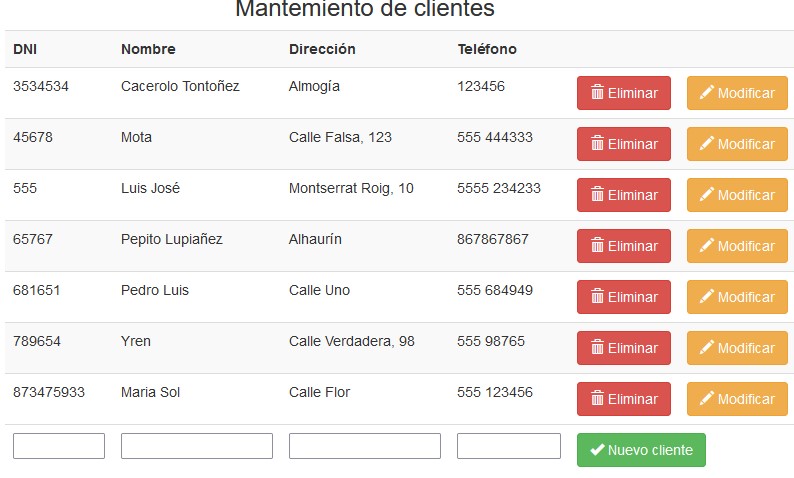 Mantemiento de clientes
DNI Nombre Dirección Teléfono
3534534 Cacerolo Tontoñez Almogía 123456 Eliminar Modificar
45678 Mota Calle Falsa, 123 555 444333 Eliminar Modificar
555 Luis José Montserrat Roig, 10 5555 234233 Eliminar Modificar
65767 Pepito Lupiañez Alhaurín 867867867 Eliminar Modificar
681651 Pedro Luis Calle Uno 555 684949 Eliminar Modificar
789654 Yren Calle Verdadera, 98 555 98765 Eliminar Modificar
873475933 Maria Sol Calle Flor 555 123456 Eliminar Modificar
Nuevo cliente